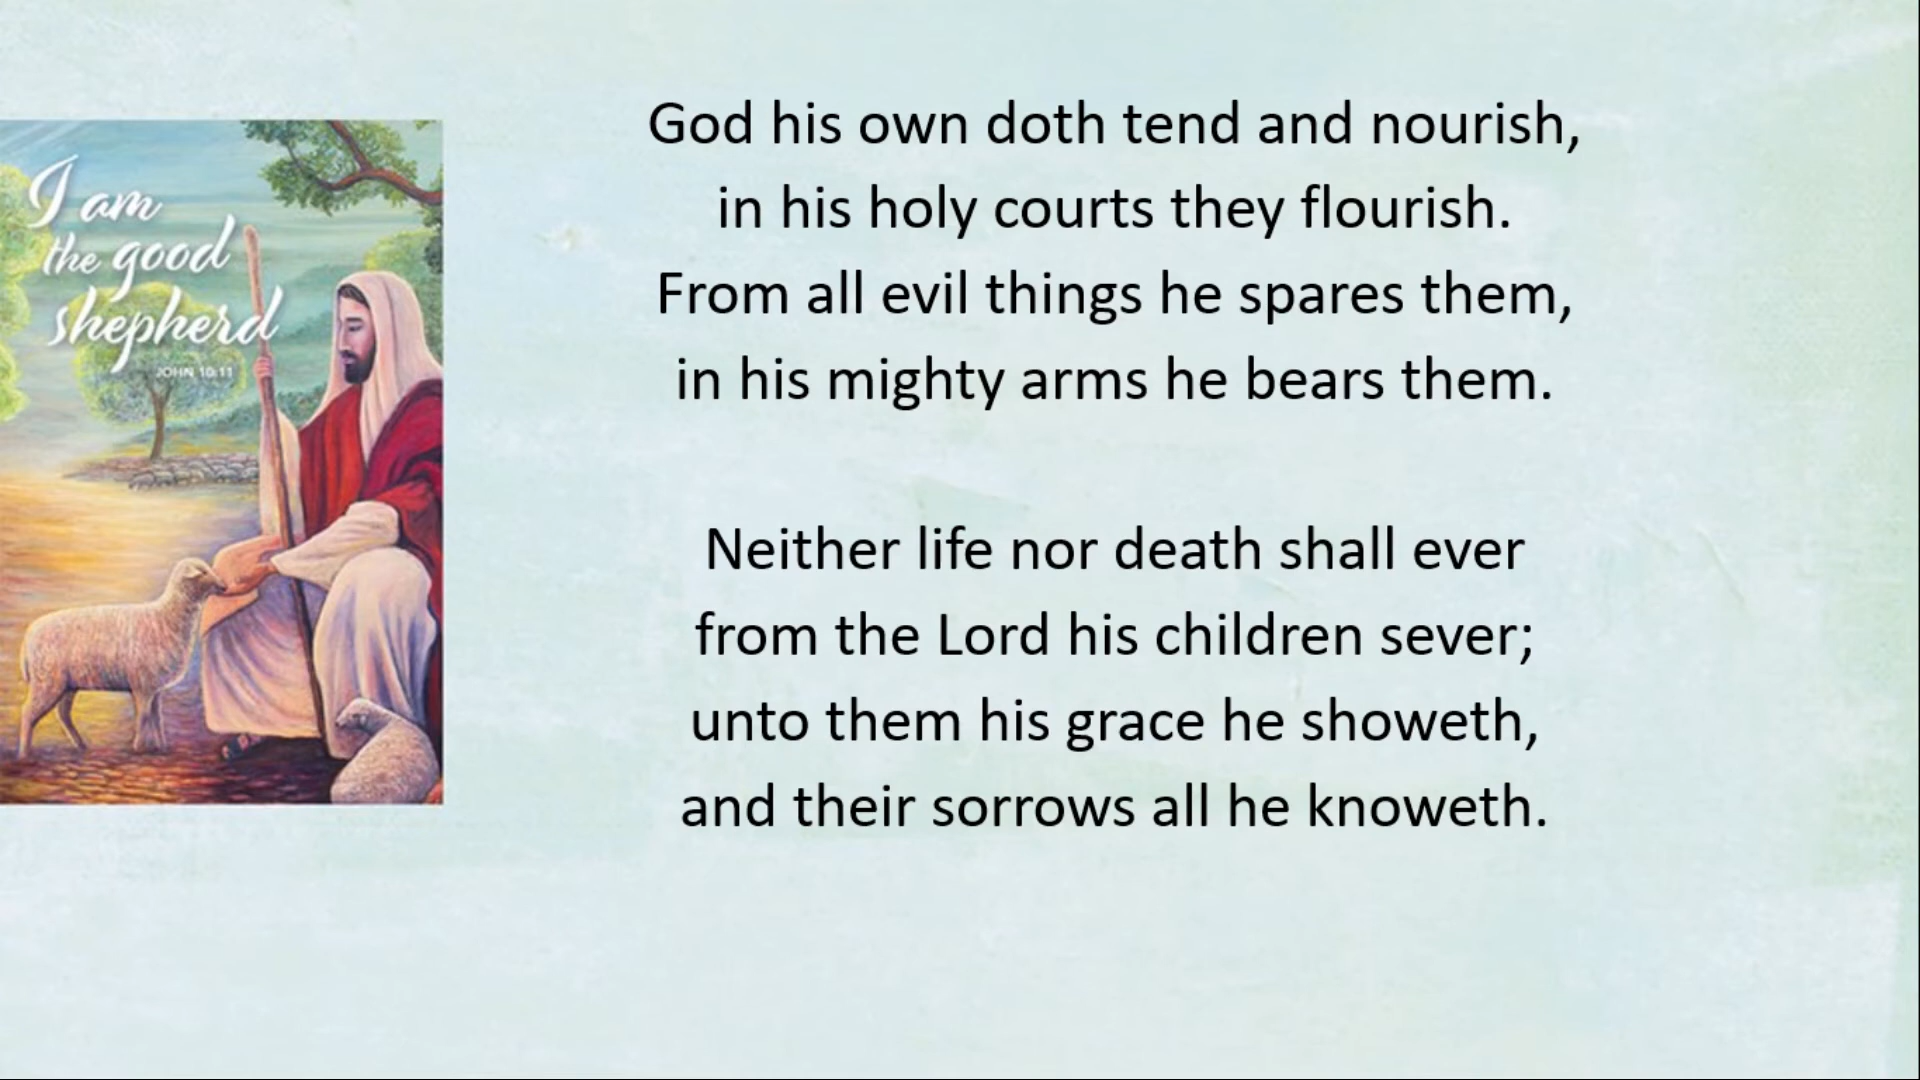 I am
the good
shepherd
JOHN 10:11
God his own doth tend and nourish,
in his holy courts they flourish.
From all evil things he spares them,
in his mighty arms he bears them.
Neither life nor death shall ever
from the Lord his children sever;
unto them his grace he showeth,
and their sorrows all he knoweth.